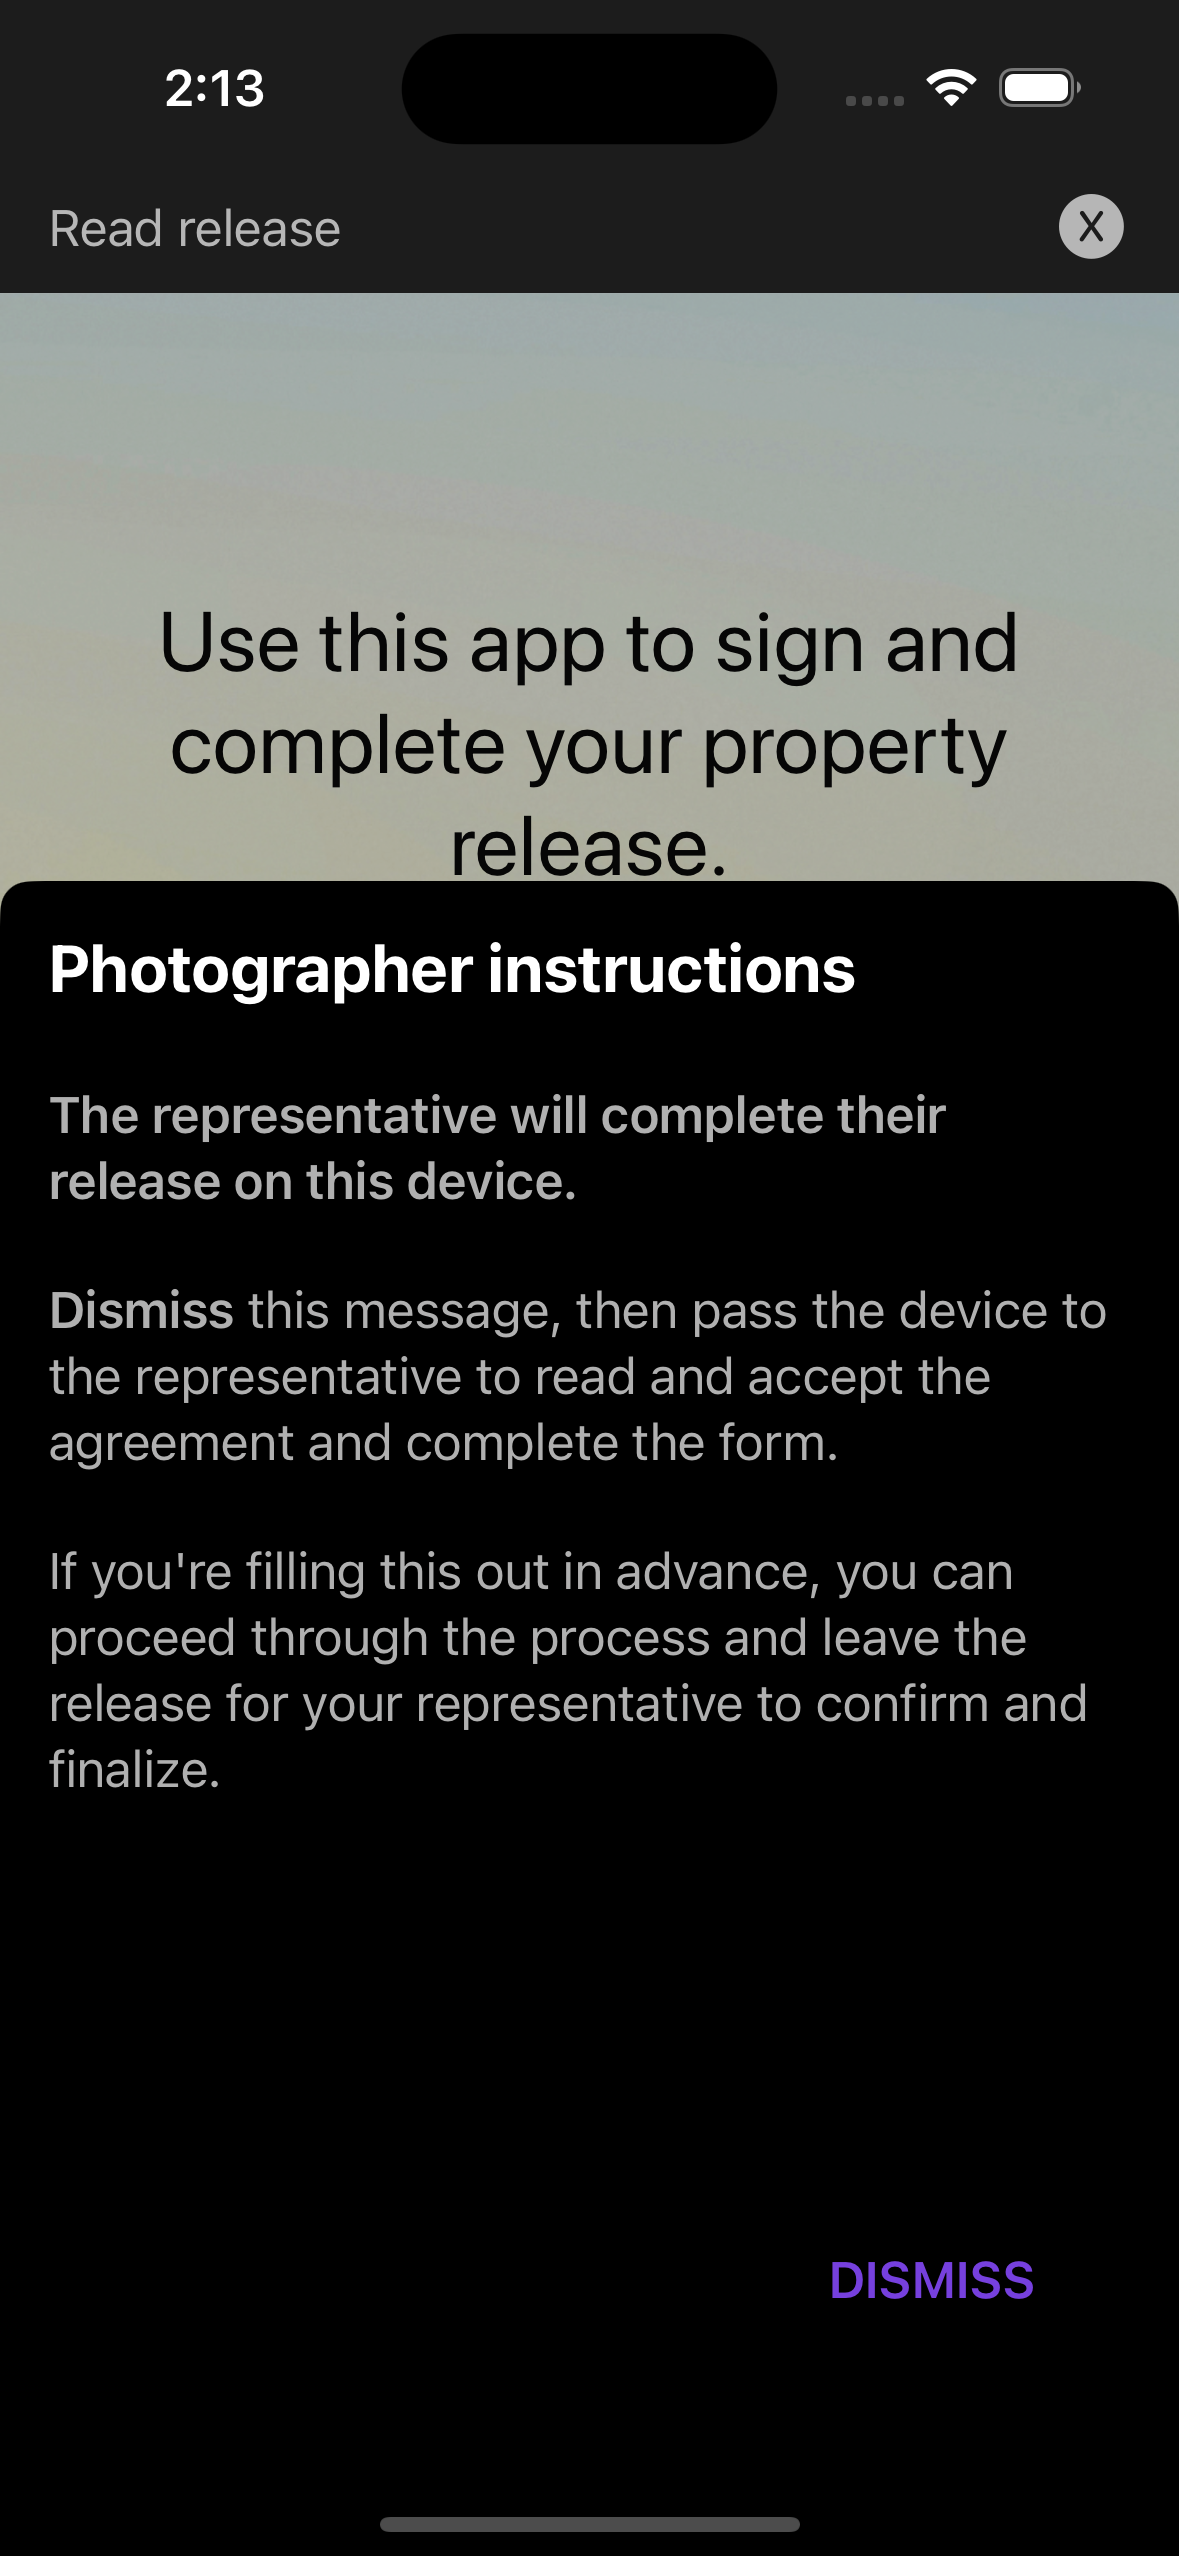 2:13
Read release
X
Use this app to sign and
complete your property
release.
Photographer instructions
The representative will complete their
release on this device.
Dismiss this message, then pass the device to
the representative to read and accept the
agreement and complete the form.
If you're filling this out in advance, you can
proceed through the process and leave the
release for your representative to confirm and
finalize.
DISMISS